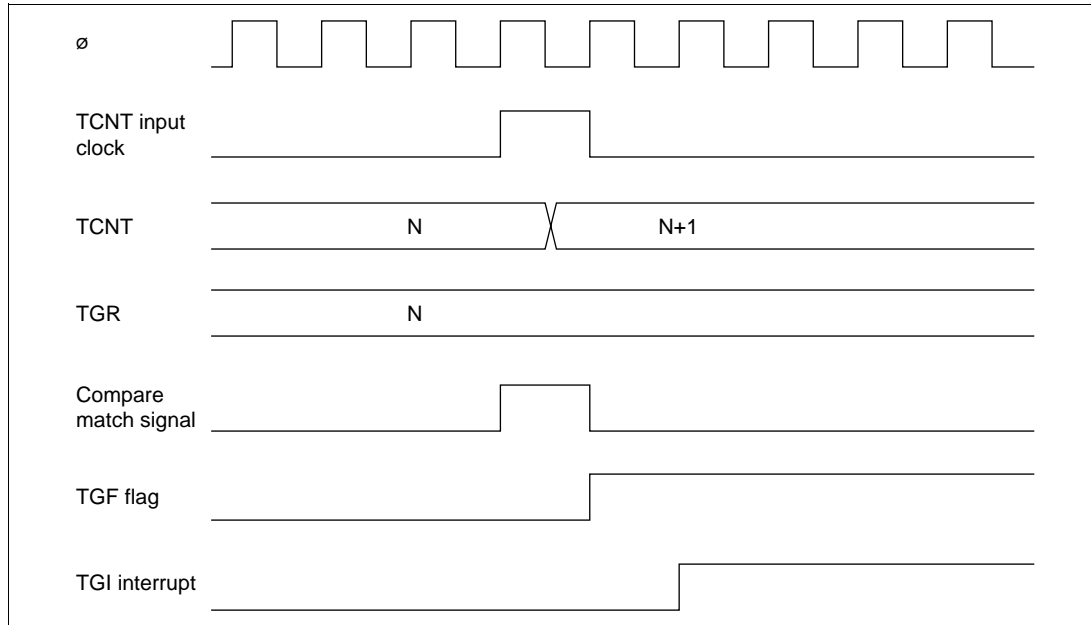 ø
TCNT input
clock
TCNT
N
N+1
TGR
N
Compare
match signal
TGF flag
TGI interrupt